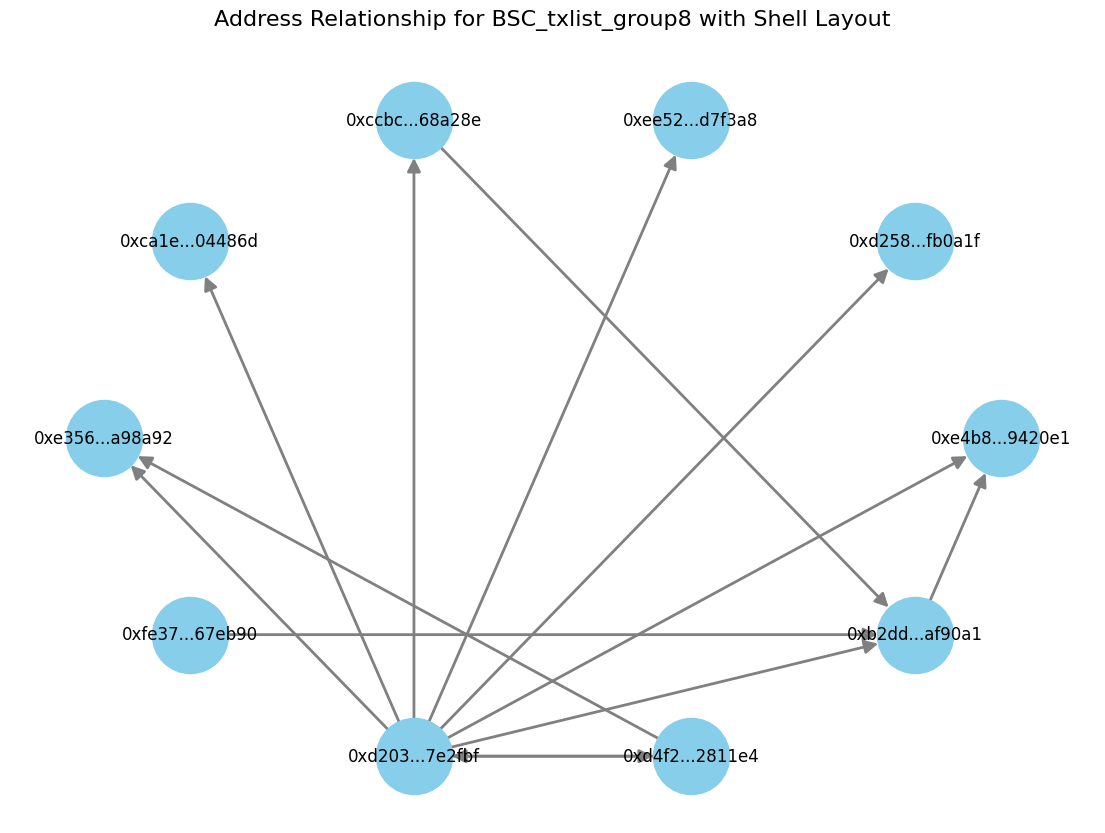 Address Relationship for BSC_txlist_group8 with Shell Layout
0xccbc...68a28e
0xee52...d7f3a8
0xca1e...04486d
0xd258...fb0a1f
0xe356...a98a92
0xe4b8...9420e1
0xfe37...67eb90
0xb2dd...af90a1
0xd203...7e2fbf
0xd4f2...2811e4